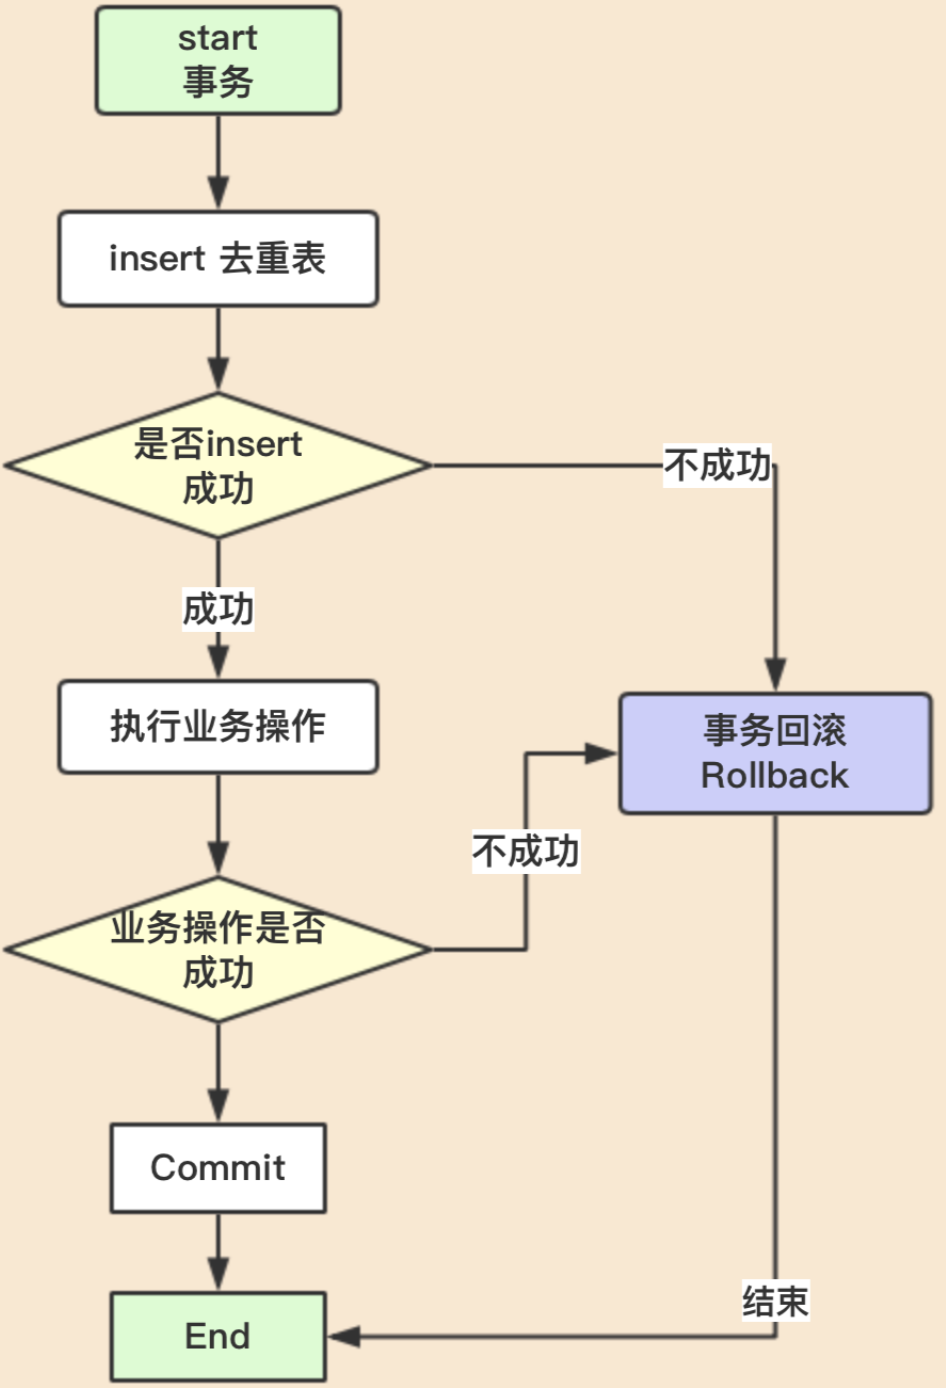 start
事务
insert 去重表
是否insert
成功
不成功
成功
执行业务操作
事务回滚
Rollback
不成功
业务操作是否
成功
Commit
结束
End